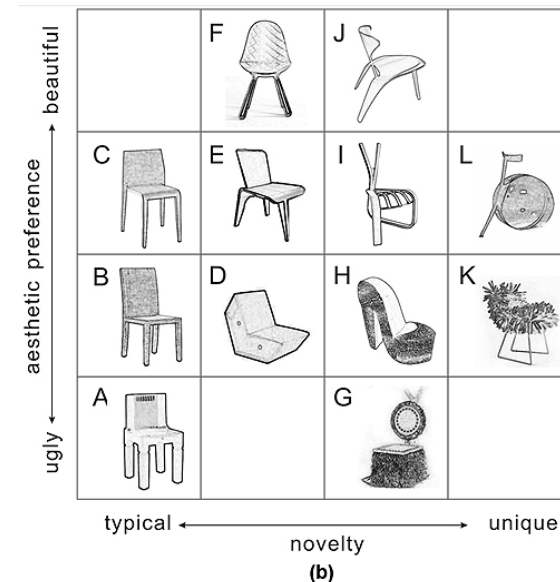 beautiful
aesthetic preference
ugly
F
J
C
E
I
L
B
D
H
K
A
G
typical
unique
novelty
(b)